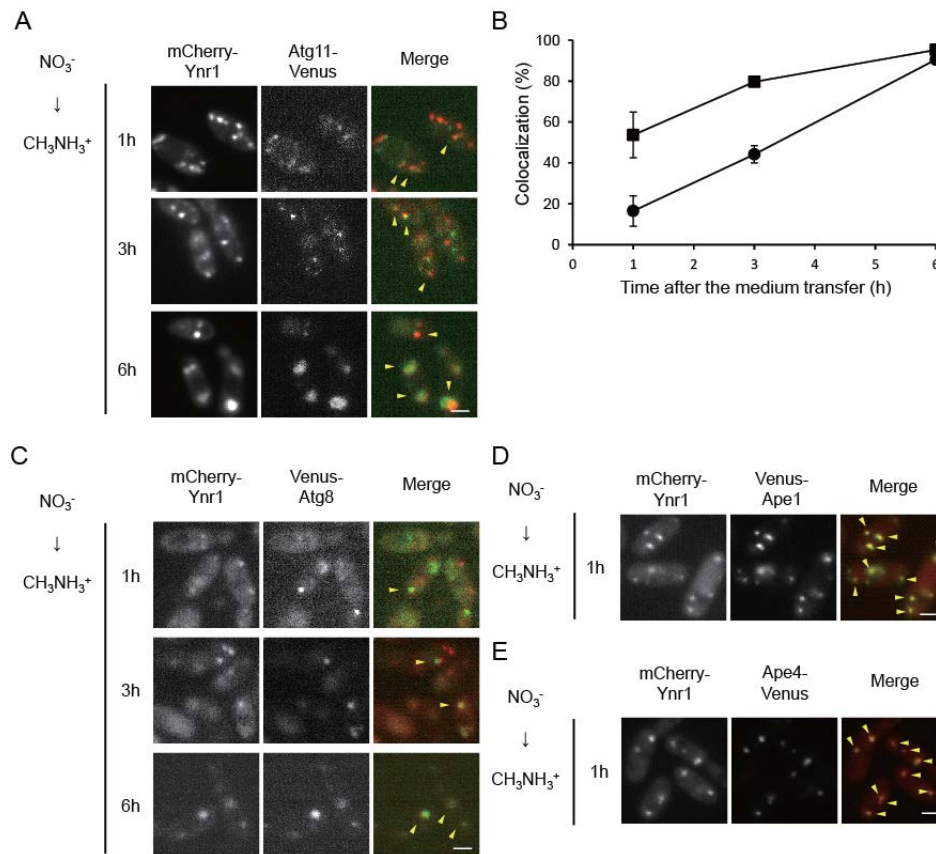 A
NO₃⁻
↓
CH₃NH₃⁺
mCherry-
Ynr1
Atg11-
Venus
Merge
1h
3h
6h
B
Colocalization (%)
100
80
60
40
20
0
0 1 2 3 4 5 6
Time after the medium transfer (h)
C
NO₃⁻
↓
CH₃NH₃⁺
mCherry-
Ynr1
Venus-
Atg8
Merge
1h
3h
6h
D
NO₃⁻
↓
CH₃NH₃⁺
mCherry-
Ynr1
Venus-
Ape1
Merge
1h
E
NO₃⁻
↓
CH₃NH₃⁺
mCherry-
Ynr1
Ape4-
Venus
Merge
1h